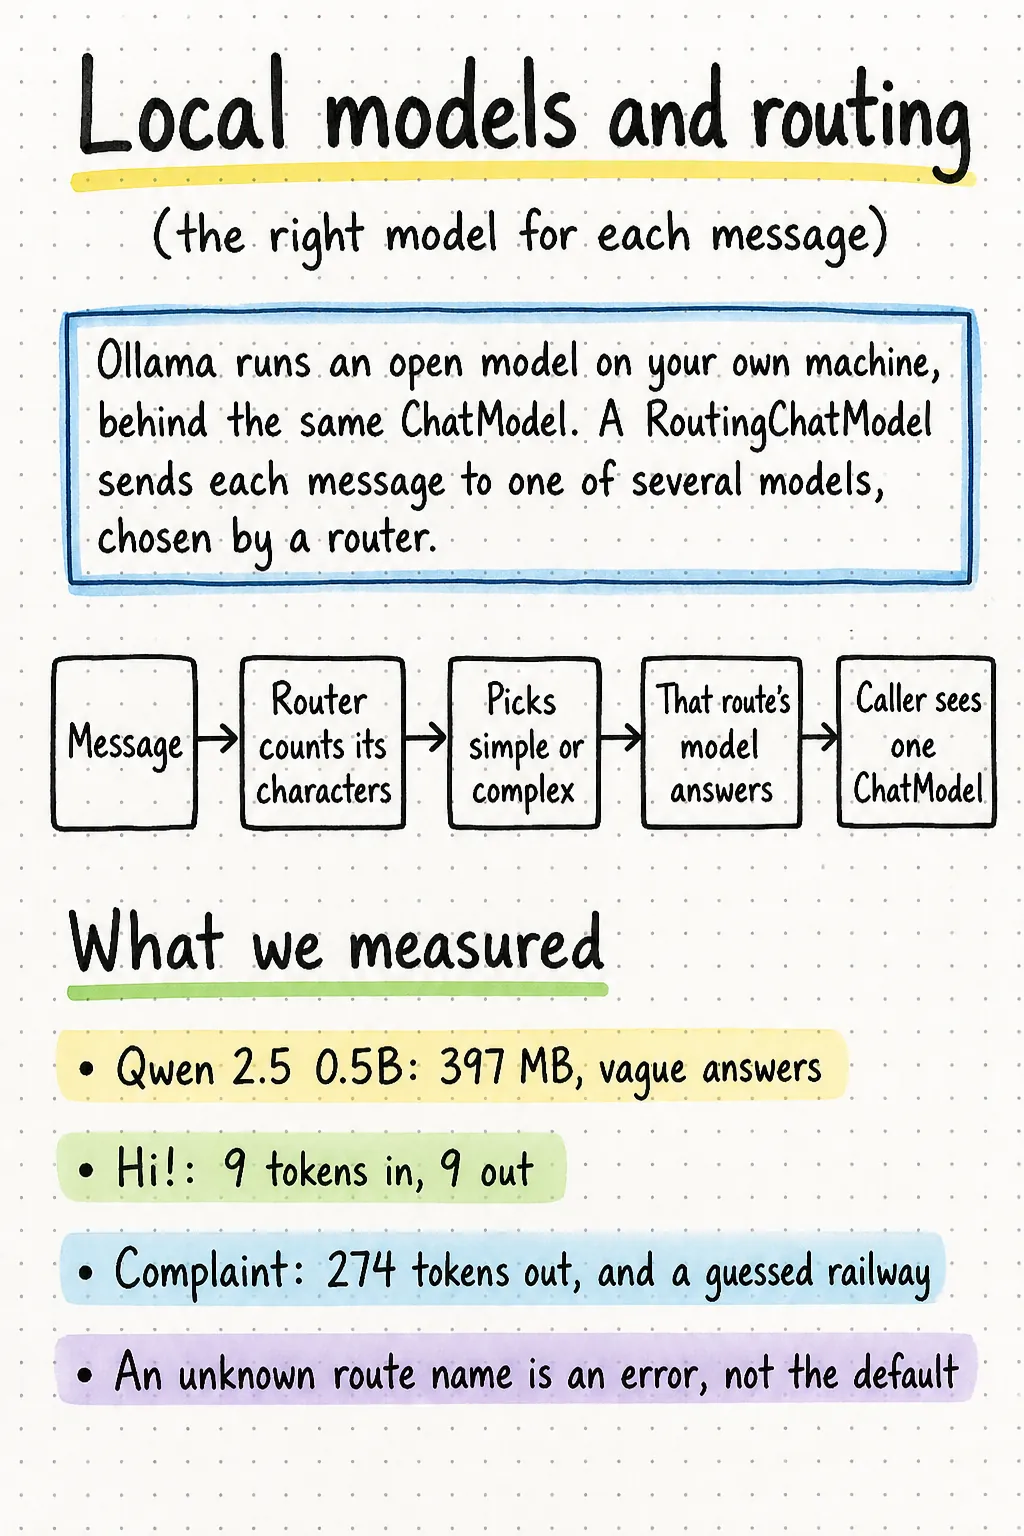 Local models and routing
(the right model for each message)
Ollama runs an open model on your own machine,
behind the same ChatModel. A RoutingChatModel
sends each message to one of several models,
chosen by a router.
Message
Router
counts its
characters
Picks
simple or
complex
That route's
model
answers
Caller sees
one
ChatModel
What we measured
• Qwen 2.5 0.5B: 397 MB, vague answers
• Hi!: 9 tokens in, 9 out
• Complaint: 274 tokens out, and a guessed railway
• An unknown route name is an error, not the default